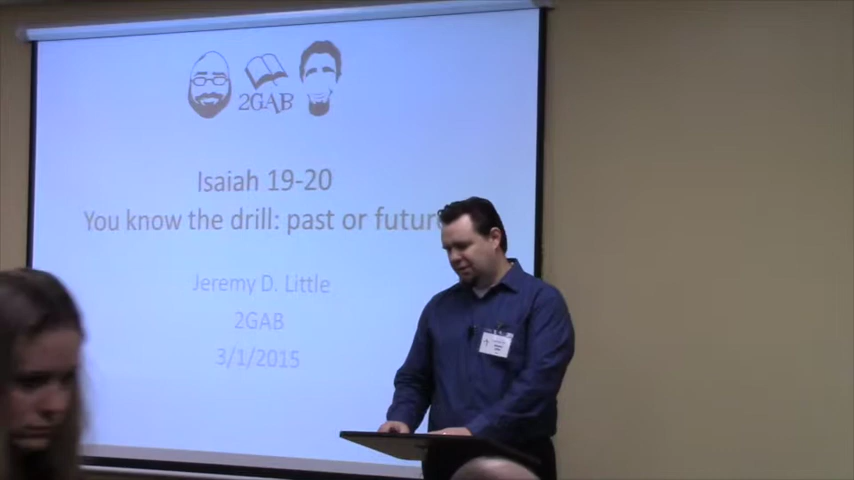 2GAB
Isaiah 19-20
You know the drill: past or futur
Jeremy D. Little
2GAB
3/1/2015